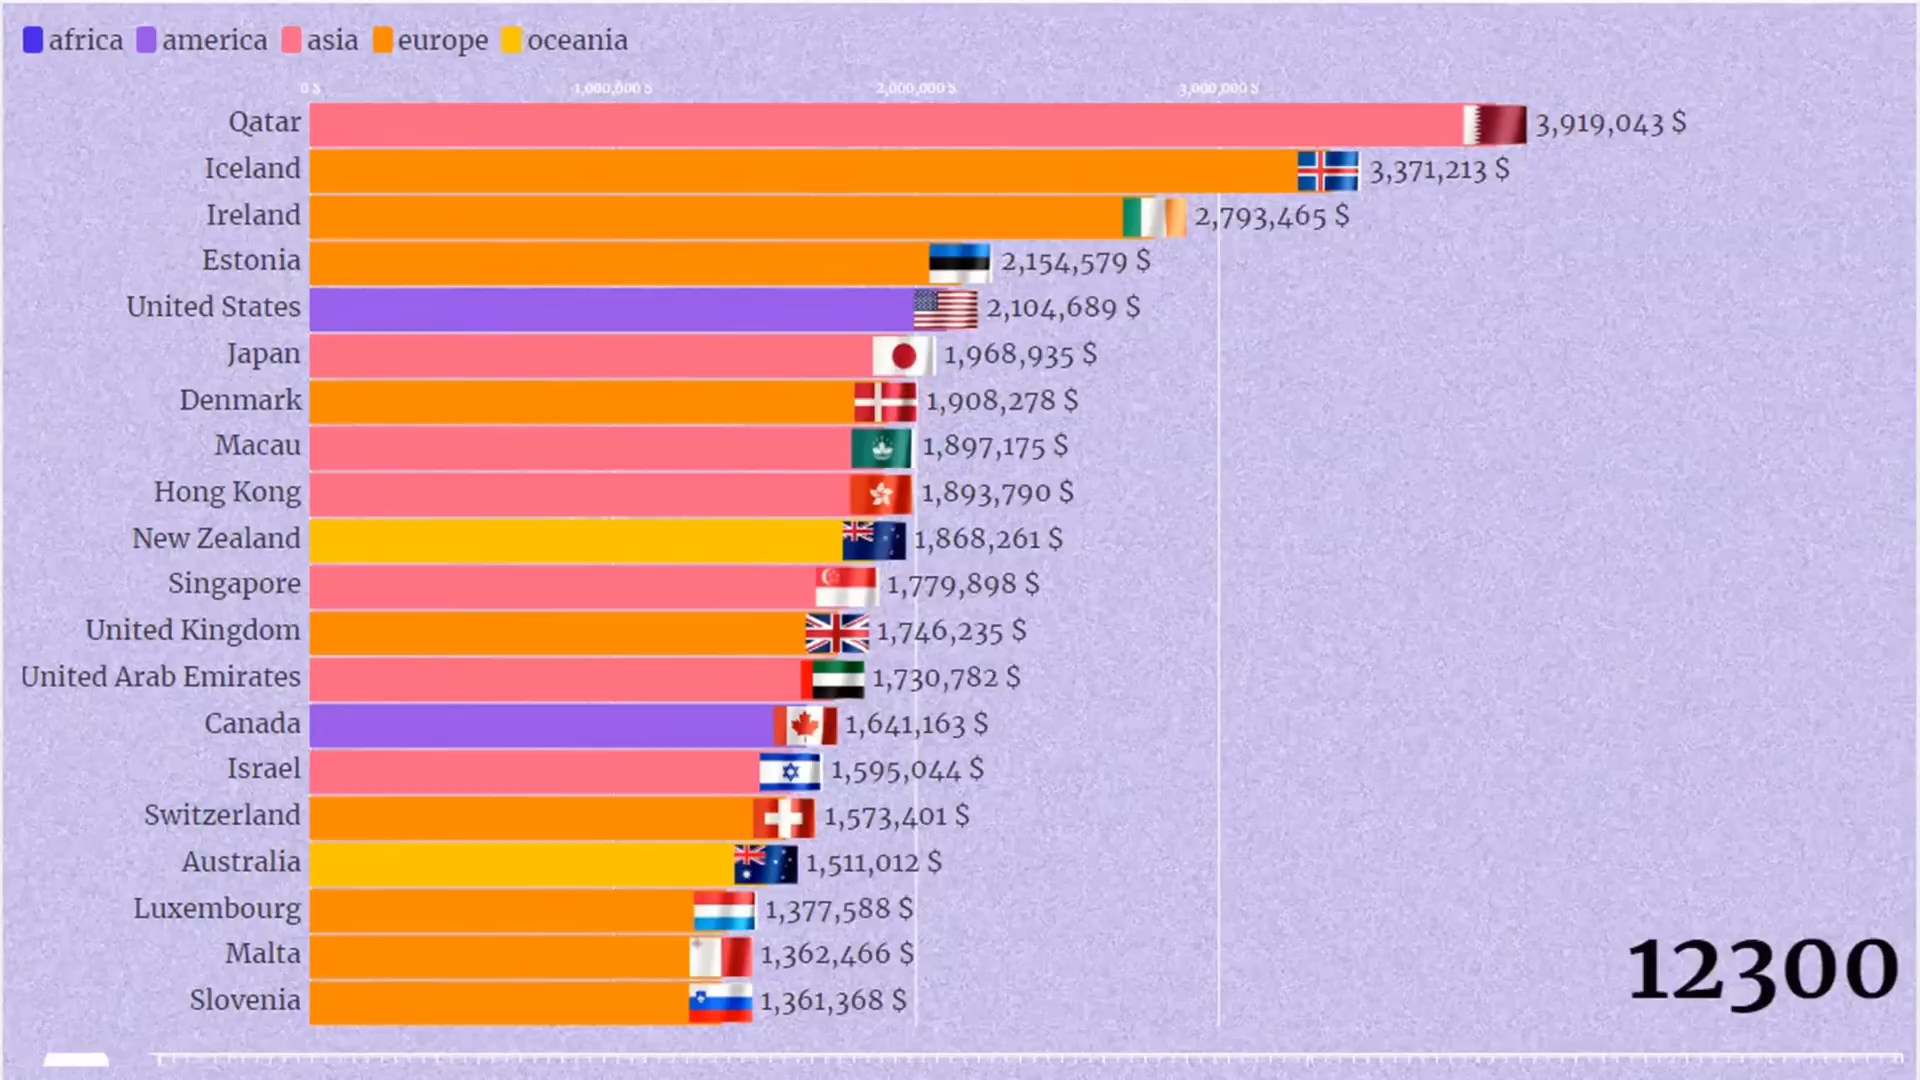 africa america asia europe oceania
0 $ 1,000,000 $ 2,000,000 $ 3,000,000 $
Qatar 3,919,043 $
Iceland 3,371,213 $
Ireland 2,793,465 $
Estonia 2,154,579 $
United States 2,104,689 $
Japan 1,968,935 $
Denmark 1,908,278 $
Macau 1,897,175 $
Hong Kong 1,893,790 $
New Zealand 1,868,261 $
Singapore 1,779,898 $
United Kingdom 1,746,235 $
United Arab Emirates 1,730,782 $
Canada 1,641,163 $
Israel 1,595,044 $
Switzerland 1,573,401 $
Australia 1,511,012 $
Luxembourg 1,377,588 $
Malta 1,362,466 $
Slovenia 1,361,368 $
12300